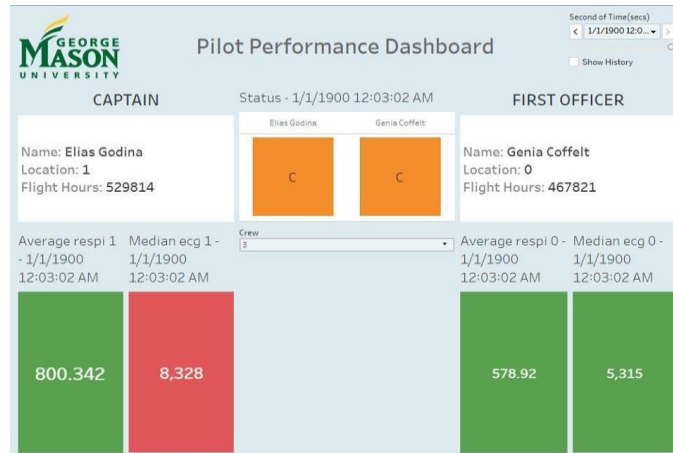 GEORGE
MASON
UNIVERSITY
Pilot Performance Dashboard
Second of Time(secs)
< 1/1/1900 12:0... >
Show History
CAPTAIN
Status - 1/1/1900 12:03:02 AM
FIRST OFFICER
Elias Godina
Genia Coffelt
Name: Elias Godina
Location: 1
Flight Hours: 529814
C
C
Name: Genia Coffelt
Location: 0
Flight Hours: 467821
Crew
3
Average respi 1
- 1/1/1900
12:03:02 AM
Median ecg 1 -
1/1/1900
12:03:02 AM
Average respi 0 -
1/1/1900
12:03:02 AM
Median ecg 0 -
1/1/1900
12:03:02 AM
800.342
8,328
578.92
5,315